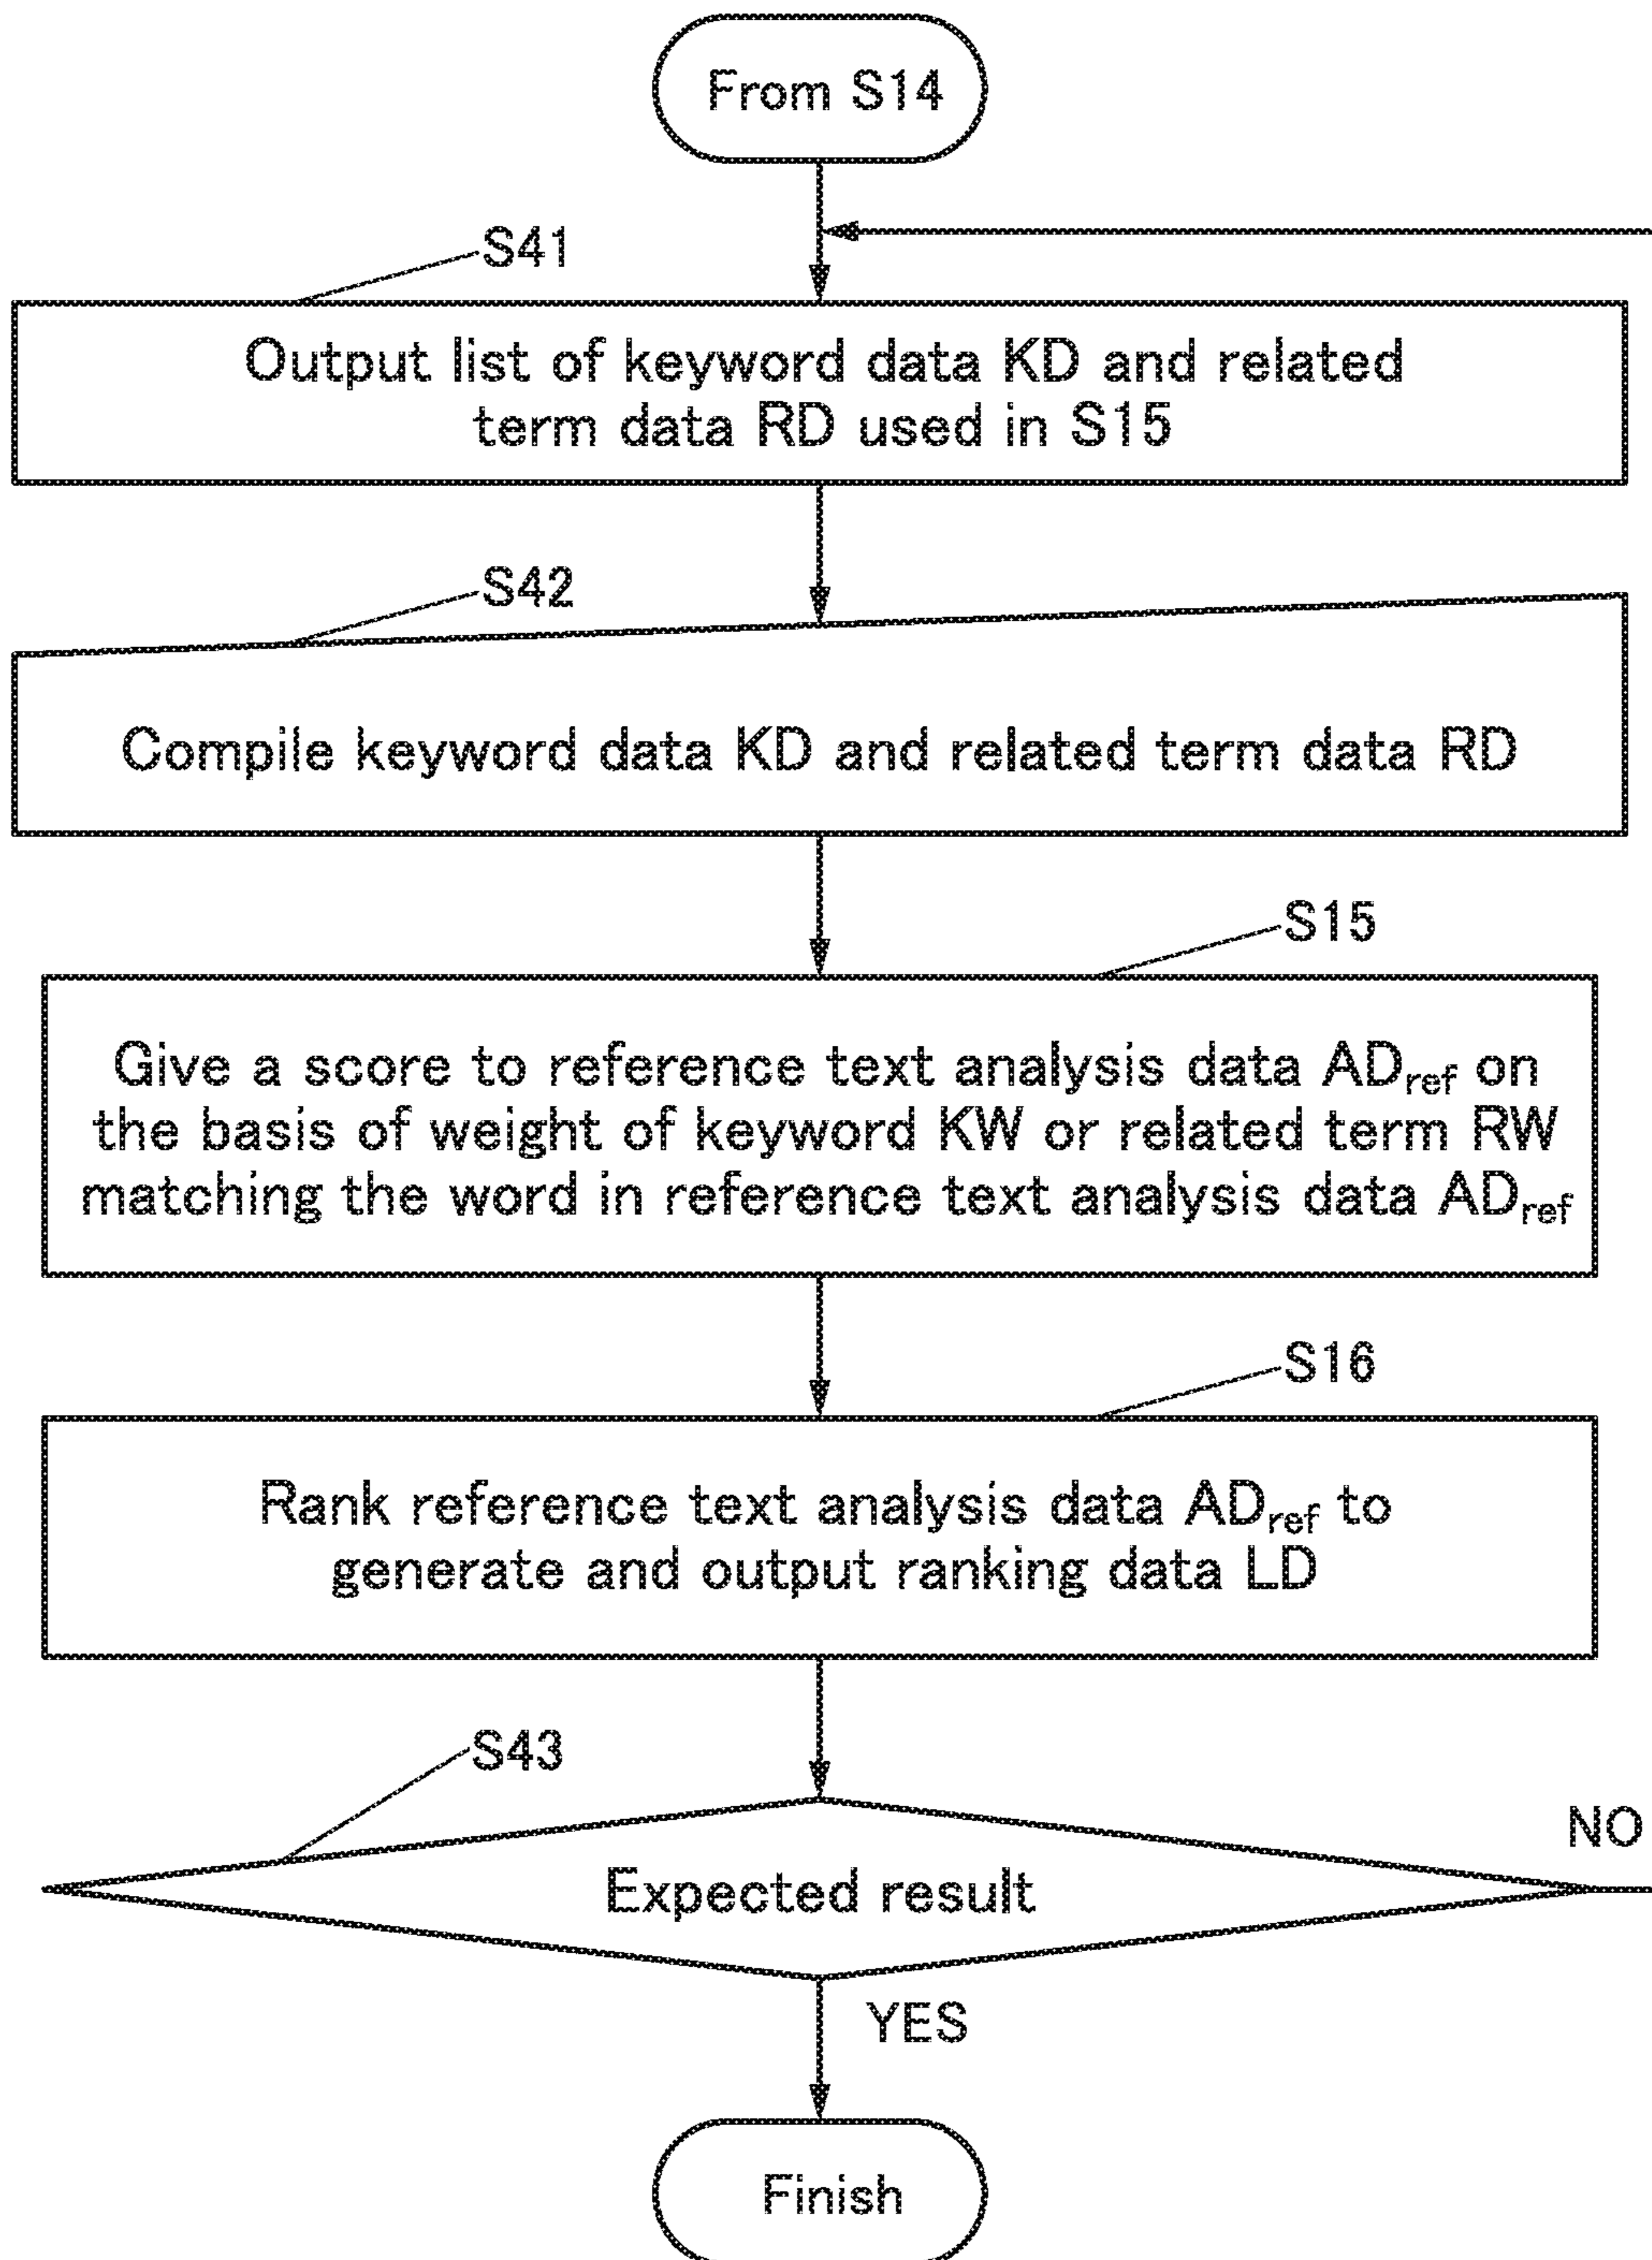 From S14
S41
Output list of keyword data KD and related
term data RD used in S15
S42
Compile keyword data KD and related term data RD
S15
Give a score to reference text analysis data ADref on
the basis of weight of keyword KW or related term RW
matching the word in reference text analysis data ADref
S16
Rank reference text analysis data ADref to
generate and output ranking data LD
S43
NO
Expected result
YES
Finish